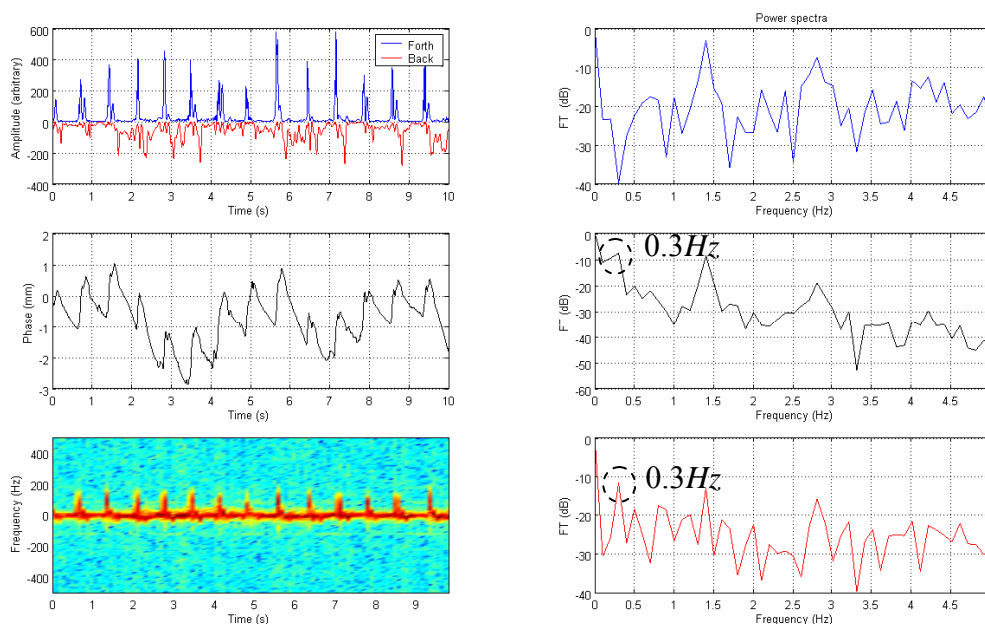 600
400
200
0
-200
-400
Amplitude (arbitrary)
Forth
Back
0 1 2 3 4 5 6 7 8 9 10
Time (s)
Power spectra
0
-10
-20
-30
-40
FT (dB)
0 0.5 1 1.5 2 2.5 3 3.5 4 4.5
Frequency (Hz)
2
1
0
-1
-2
-3
Phase (mm)
0 1 2 3 4 5 6 7 8 9 10
Time (s)
0
-10
-20
-30
-40
-50
-60
FT (dB)
0.3Hz
0 0.5 1 1.5 2 2.5 3 3.5 4 4.5
Frequency (Hz)
400
200
0
-200
-400
Frequency (Hz)
0 1 2 3 4 5 6 7 8 9
Time (s)
0
-10
-20
-30
-40
FT (dB)
0.3Hz
0 0.5 1 1.5 2 2.5 3 3.5 4 4.5
Frequency (Hz)